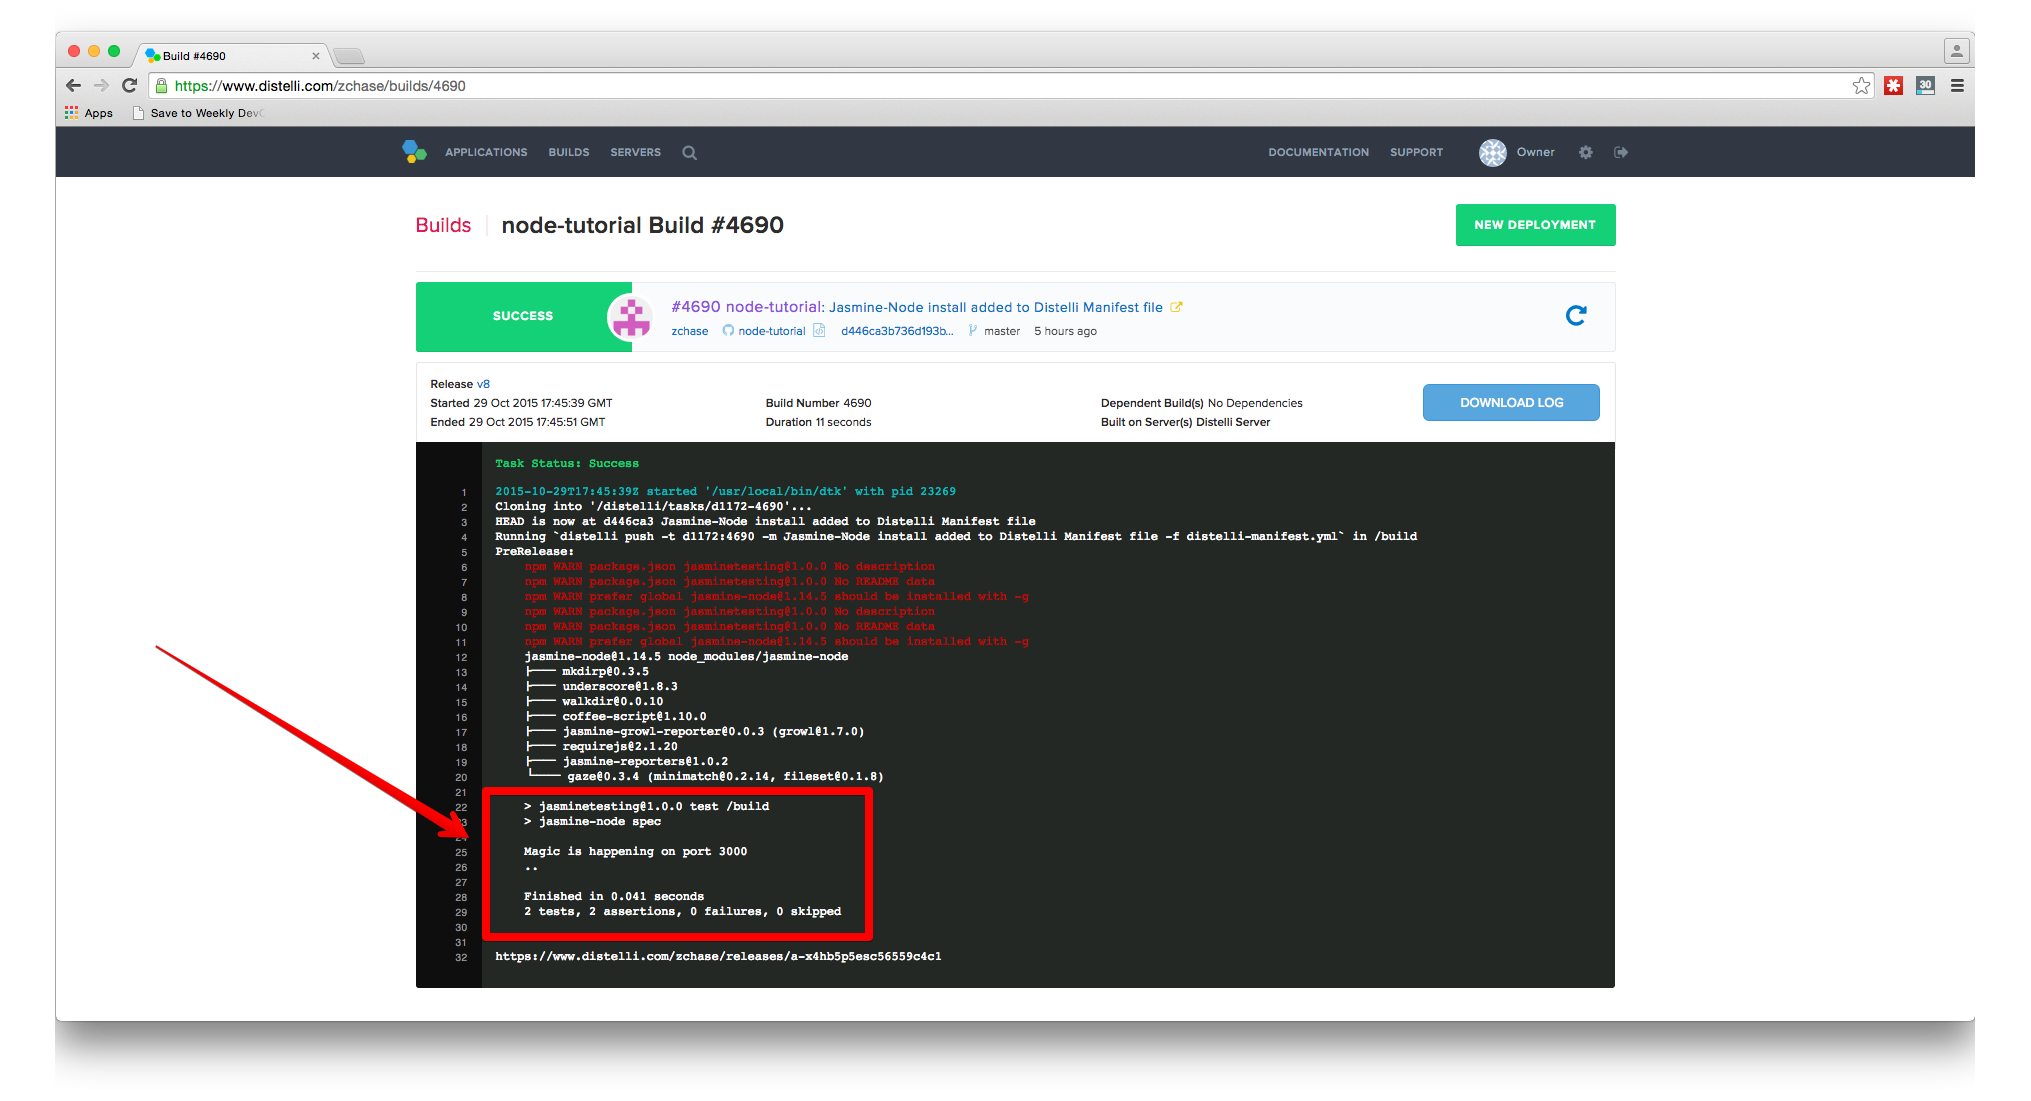 Build #4690
https://www.distelli.com/zchase/builds/4690
30
Apps Save to Weekly Dev
APPLICATIONS BUILDS SERVERS DOCUMENTATION SUPPORT Owner
Builds node-tutorial Build #4690 NEW DEPLOYMENT
SUCCESS
#4690 node-tutorial: Jasmine-Node install added to Distelli Manifest file
zchase node-tutorial d446ca3b736d193b... master 5 hours ago
Release v8
Started 29 Oct 2015 17:45:39 GMT Build Number 4690 Dependent Build(s) No Dependencies DOWNLOAD LOG
Ended 29 Oct 2015 17:45:51 GMT Duration 11 seconds Built on Server(s) Distelli Server
Task Status: Success
1 2015-10-29T17:45:39Z started '/usr/local/bin/dtk' with pid 23269
2 Cloning into '/distelli/tasks/d1172-4690'...
3 HEAD is now at d446ca3 Jasmine-Node install added to Distelli Manifest file
4 Running `distelli push -t d1172:4690 -m Jasmine-Node install added to Distelli Manifest file -f distelli-manifest.yml` in /build
5 PreRelease:
6 npm WARN package.json jasminetesting@1.0.0 No description
7 npm WARN package.json jasminetesting@1.0.0 No README data
8 npm WARN prefer global jasmine-node@1.14.5 should be installed with -g
9 npm WARN package.json jasminetesting@1.0.0 No description
10 npm WARN package.json jasminetesting@1.0.0 No README data
11 npm WARN prefer global jasmine-node@1.14.5 should be installed with -g
12 jasmine-node@1.14.5 node_modules/jasmine-node
13 ├── mkdirp@0.3.5
14 ├── underscore@1.8.3
15 ├── walkdir@0.0.10
16 ├── coffee-script@1.10.0
17 ├── jasmine-growl-reporter@0.0.3 (growl@1.7.0)
18 ├── requirejs@2.1.20
19 ├── jasmine-reporters@1.0.2
20 └── gaze@0.3.4 (minimatch@0.2.14, fileset@0.1.8)
21
22 > jasminetesting@1.0.0 test /build
23 > jasmine-node spec
24
25 Magic is happening on port 3000
26 ..
27
28 Finished in 0.041 seconds
29 2 tests, 2 assertions, 0 failures, 0 skipped
30
31
32 https://www.distelli.com/zchase/releases/a-x4hb5p5esc56559c4c1